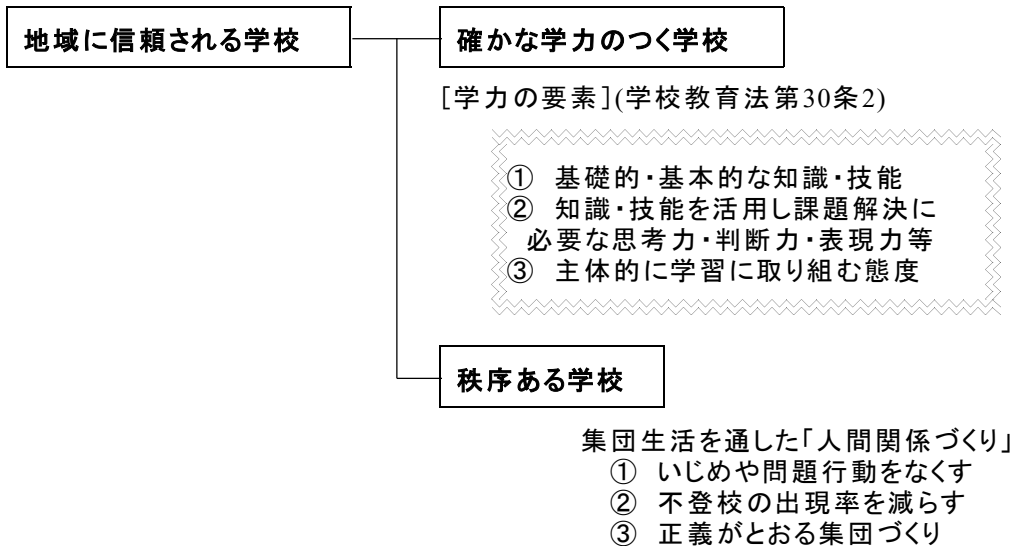 地域に信頼される学校
確かな学力のつく学校
[学力の要素](学校教育法第30条2)
① 基礎的・基本的な知識・技能
② 知識・技能を活用し課題解決に
必要な思考力・判断力・表現力等
③ 主体的に学習に取り組む態度
秩序ある学校
集団生活を通した「人間関係づくり」
① いじめや問題行動をなくす
② 不登校の出現率を減らす
③ 正義がとおる集団づくり